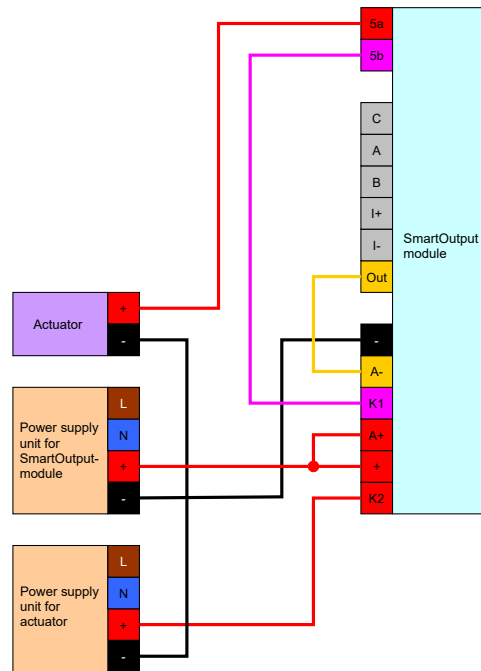 5a
5b
C
A
B
I+
I-
Out
SmartOutput
module
+
-
Actuator
-
A-
K1
A+
+
K2
L
N
+
-
Power supply
unit for
SmartOutput-
module
L
N
+
-
Power supply
unit for
actuator